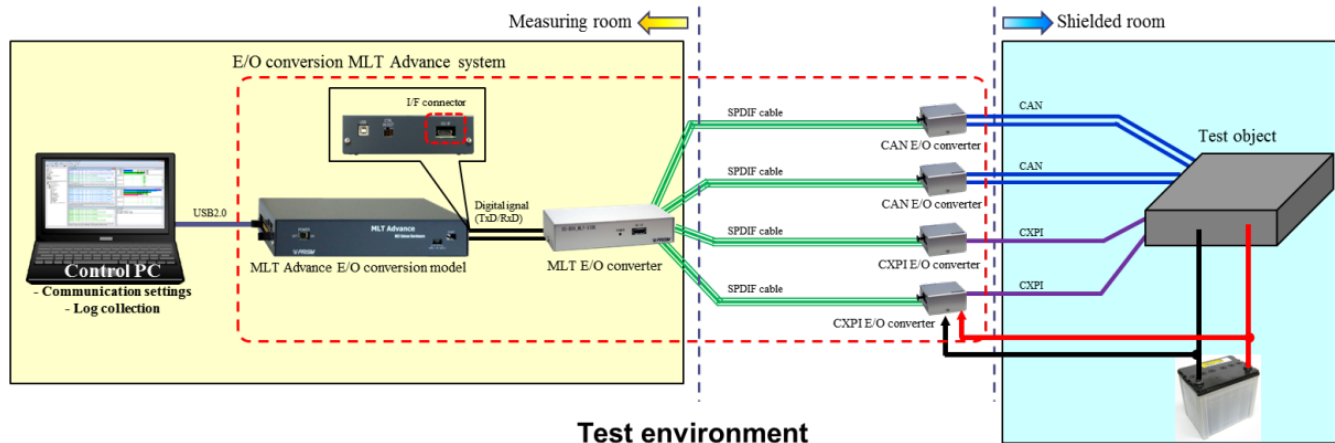 Measuring room
Shielded room
E/O conversion MLT Advance system
I/F connector
SPDIF cable
CAN
CAN E/O converter
Test object
SPDIF cable
CAN
CAN E/O converter
USB2.0
Digital signal
(TxD/RxD)
MLT Advance
V-PRISM
MLT Advance E/O conversion model
MLT E/O converter
SPDIF cable
CXPI
CXPI E/O converter
SPDIF cable
CXPI
CXPI E/O converter
Control PC
- Communication settings
- Log collection
Test environment